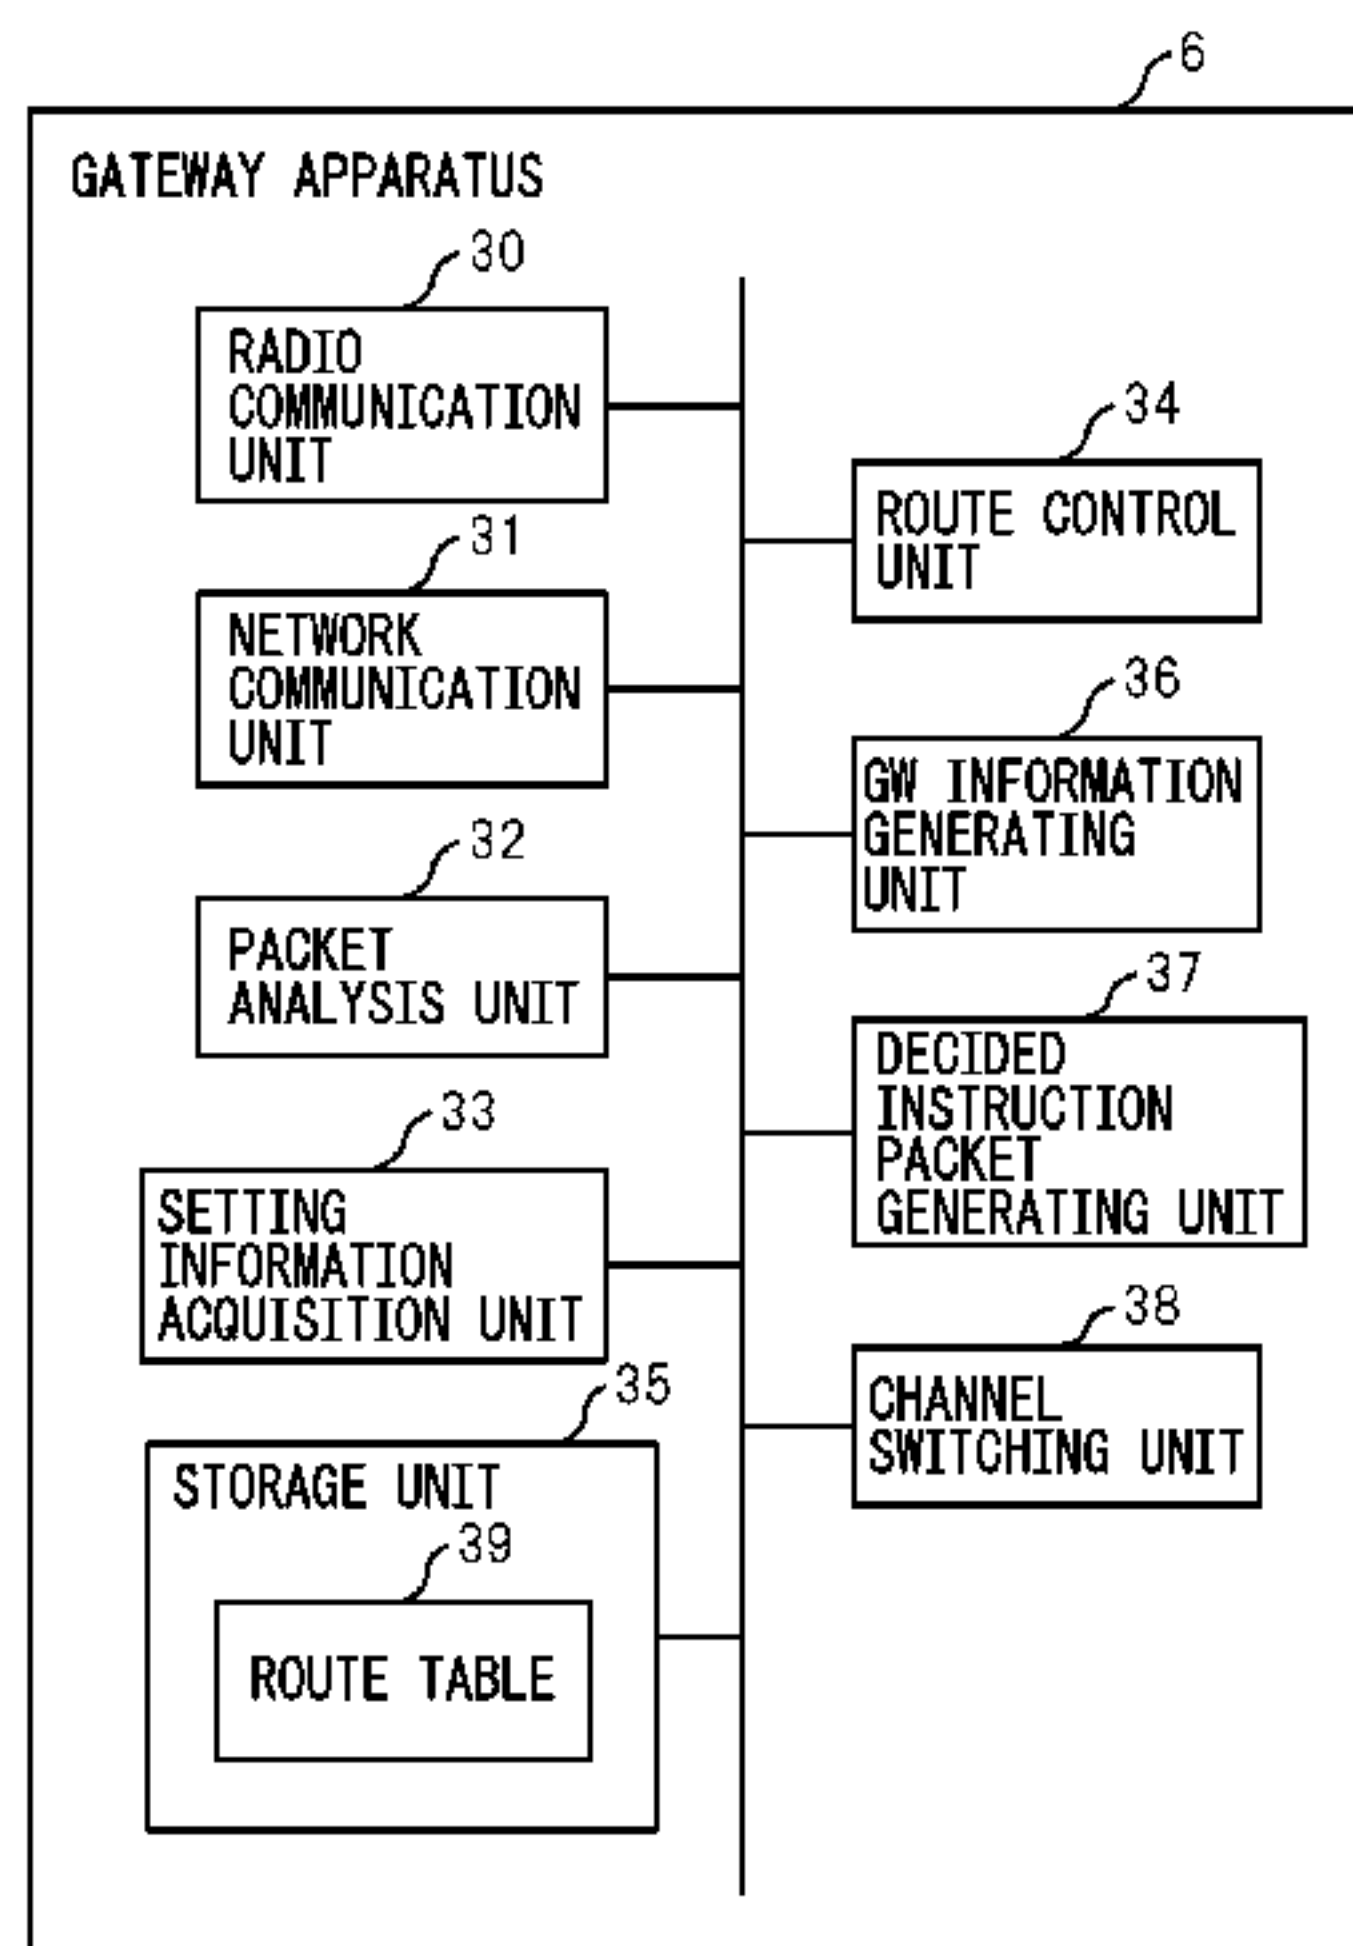 6
GATEWAY APPARATUS
30
RADIO
COMMUNICATION
UNIT
31
NETWORK
COMMUNICATION
UNIT
32
PACKET
ANALYSIS UNIT
33
SETTING
INFORMATION
ACQUISITION UNIT
35
STORAGE UNIT
39
ROUTE TABLE
34
ROUTE CONTROL
UNIT
36
GW INFORMATION
GENERATING
UNIT
37
DECIDED
INSTRUCTION
PACKET
GENERATING UNIT
38
CHANNEL
SWITCHING UNIT